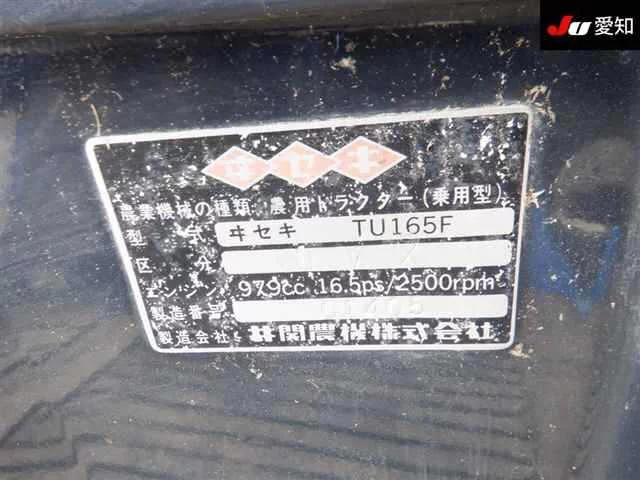 JU 愛知
ヰセキ
農業機械の種類 農用トラクター(乗用型)
型 式 ヰセキ TU165F
区 分
エンジン 979cc 16.5ps/2500rpm
製造番号
製造会社 井関農機株式会社